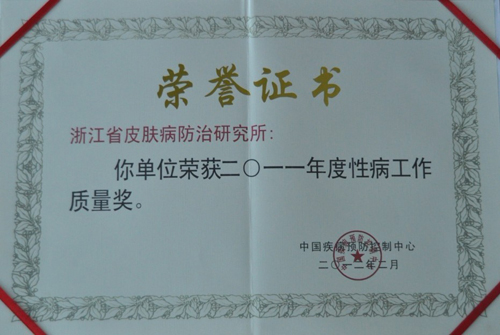 荣誉证书
浙江省皮肤病防治研究所:
你单位荣获二〇一一年度性病工作
质量奖。
中国疾病预防控制中心
二〇一二年二月